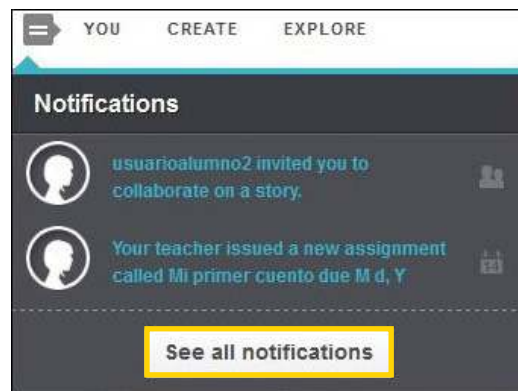 YOU CREATE EXPLORE
Notifications
usuarioalumno2 invited you to
collaborate on a story.
Your teacher issued a new assignment
called Mi primer cuento due M d, Y
14
See all notifications